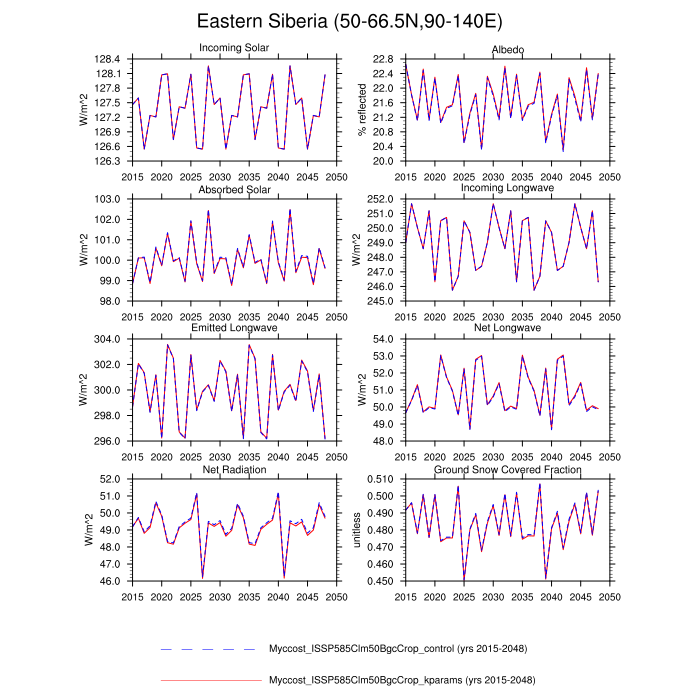 Eastern Siberia (50-66.5N,90-140E)
Incoming Solar
Albedo
W/m^2
128.4
128.1
127.8
127.5
127.2
126.9
126.6
126.3
2015 2020 2025 2030 2035 2040 2045 2050
% reflected
22.8
22.4
22.0
21.6
21.2
20.8
20.4
20.0
2015 2020 2025 2030 2035 2040 2045 2050
Absorbed Solar
Incoming Longwave
W/m^2
103.0
102.0
101.0
100.0
99.0
98.0
2015 2020 2025 2030 2035 2040 2045 2050
W/m^2
252.0
251.0
250.0
249.0
248.0
247.0
246.0
245.0
2015 2020 2025 2030 2035 2040 2045 2050
Emitted Longwave
Net Longwave
W/m^2
304.0
302.0
300.0
298.0
296.0
2015 2020 2025 2030 2035 2040 2045 2050
W/m^2
54.0
53.0
52.0
51.0
50.0
49.0
48.0
2015 2020 2025 2030 2035 2040 2045 2050
Net Radiation
Ground Snow Covered Fraction
W/m^2
52.0
51.0
50.0
49.0
48.0
47.0
46.0
2015 2020 2025 2030 2035 2040 2045 2050
unitless
0.510
0.500
0.490
0.480
0.470
0.460
0.450
2015 2020 2025 2030 2035 2040 2045 2050
Myccost_ISSP585Clm50BgcCrop_control (yrs 2015-2048)
Myccost_ISSP585Clm50BgcCrop_kparams (yrs 2015-2048)